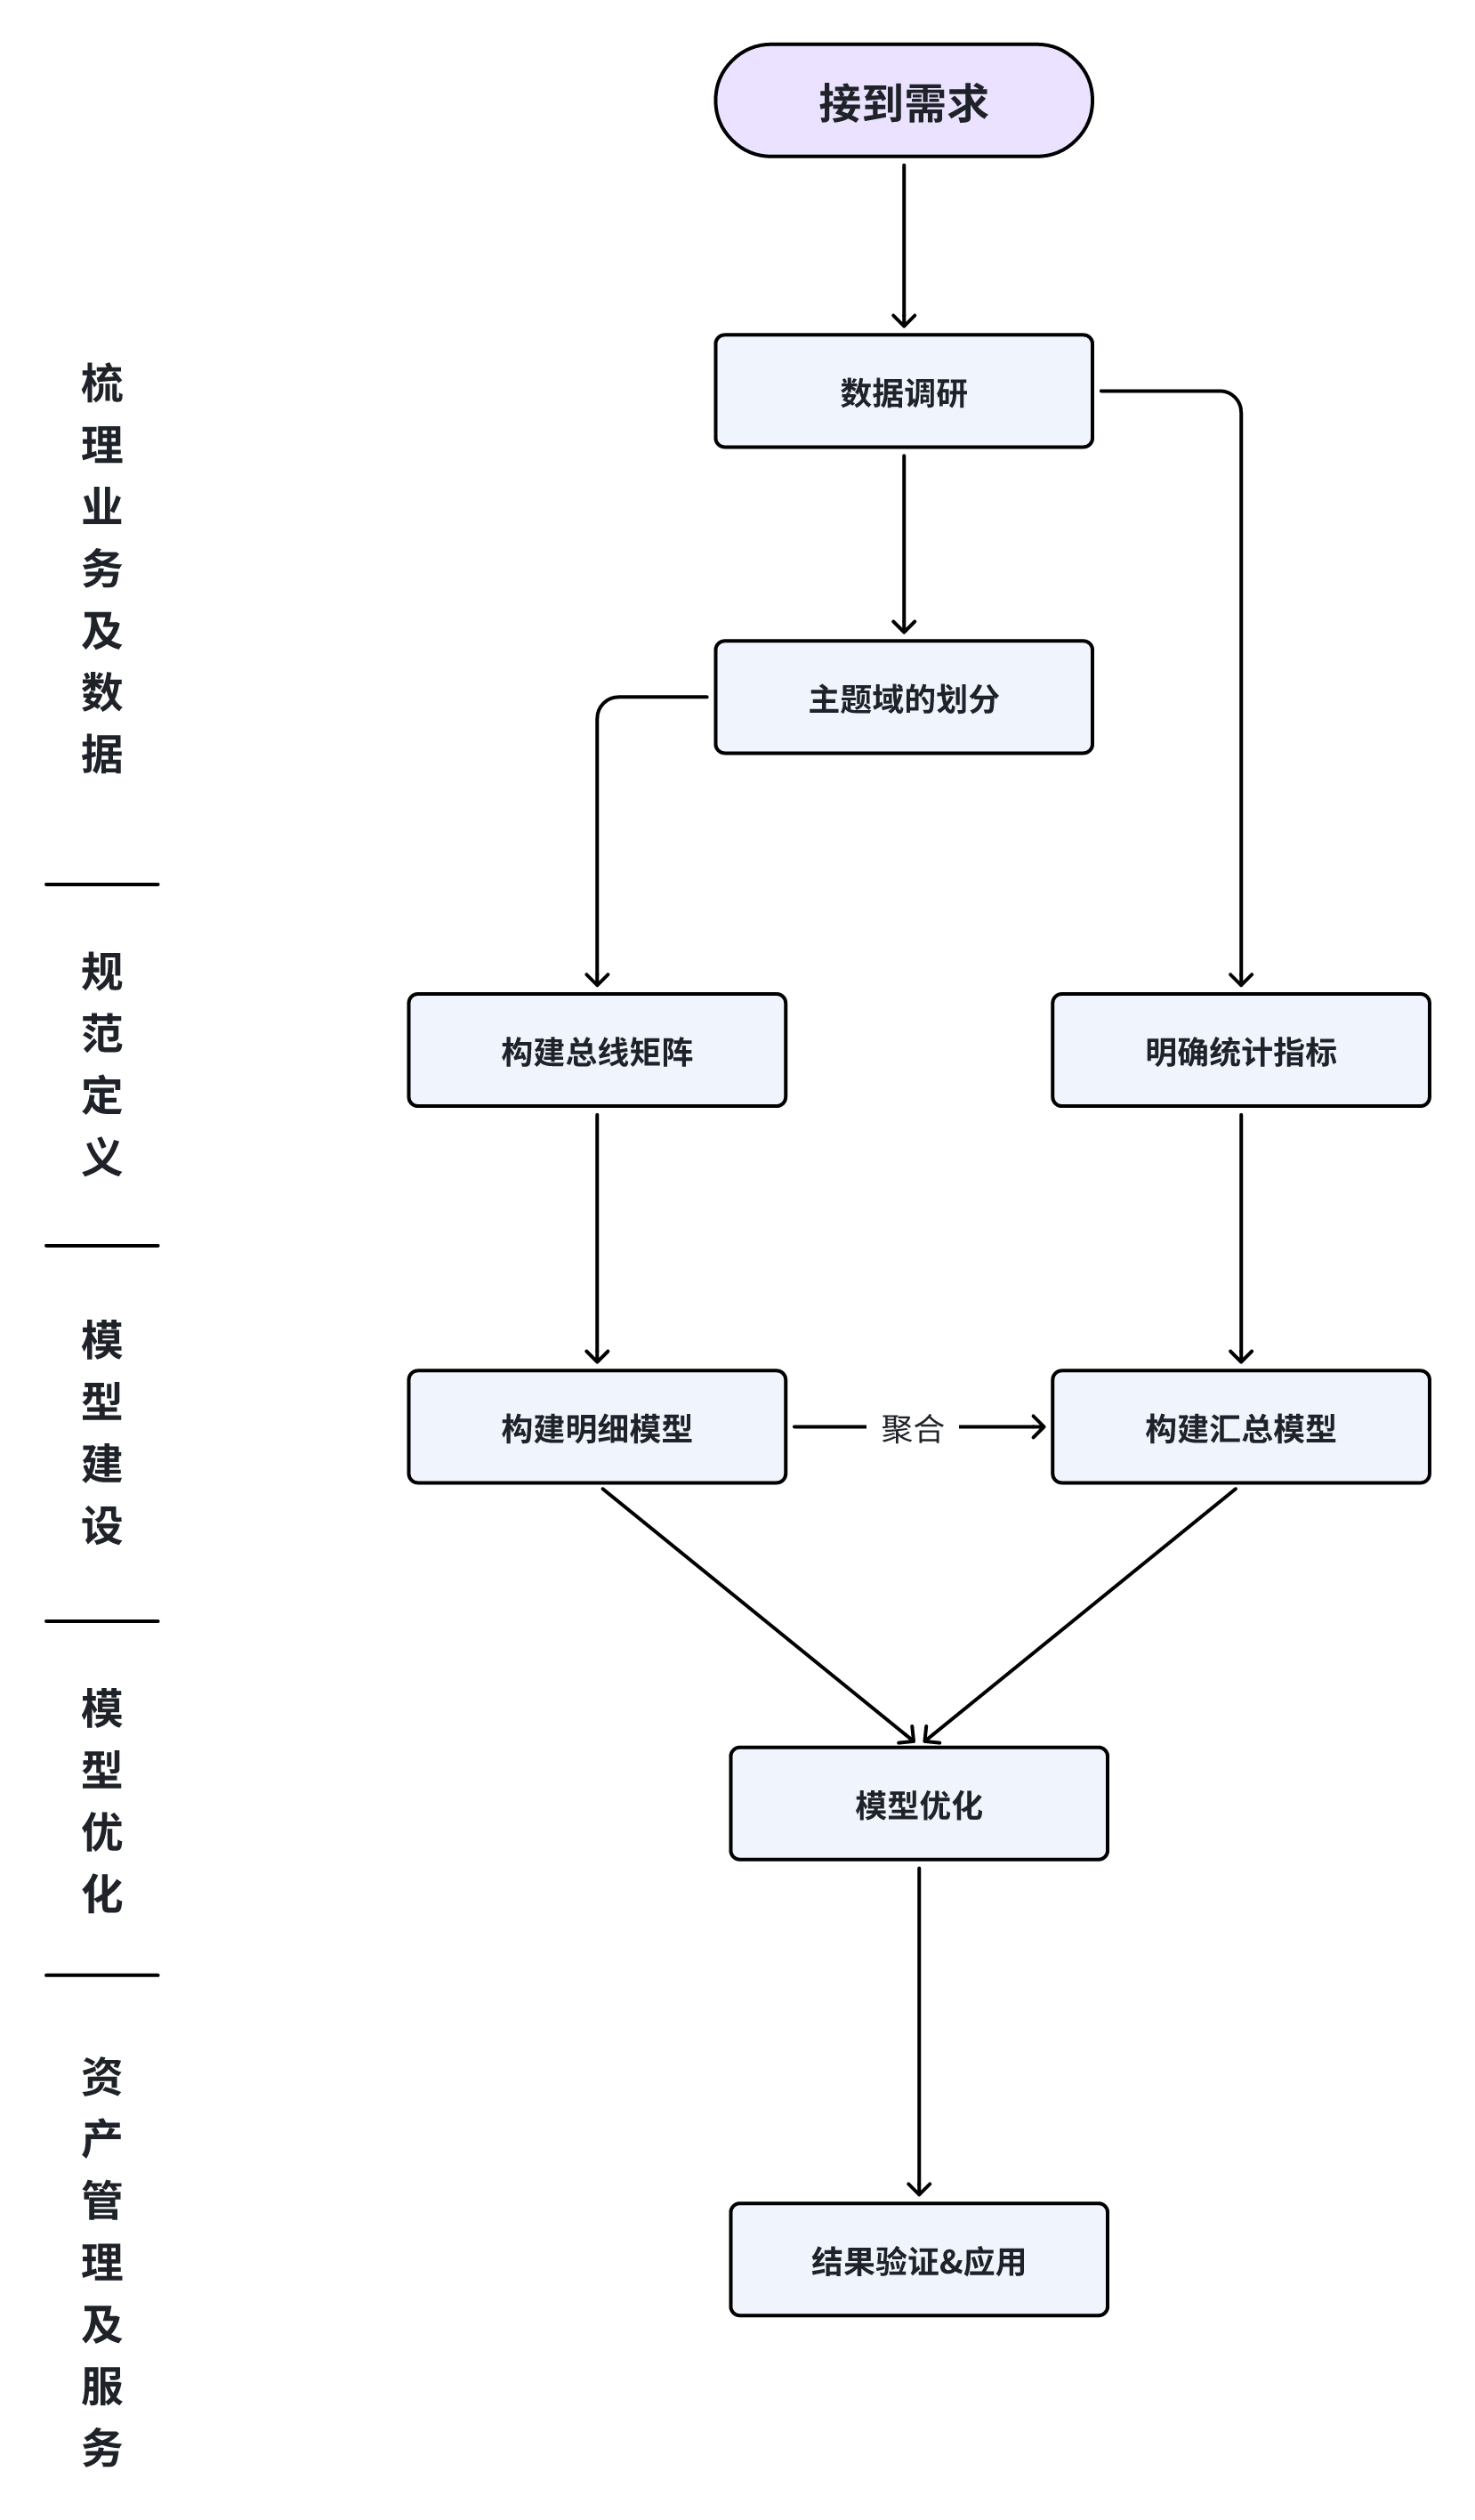 接到需求
梳理业务及数据
数据调研
主题域的划分
规范定义
构建总线矩阵
明确统计指标
模型建设
构建明细模型
聚合
构建汇总模型
模型优化
模型优化
资产管理及服务
结果验证&应用